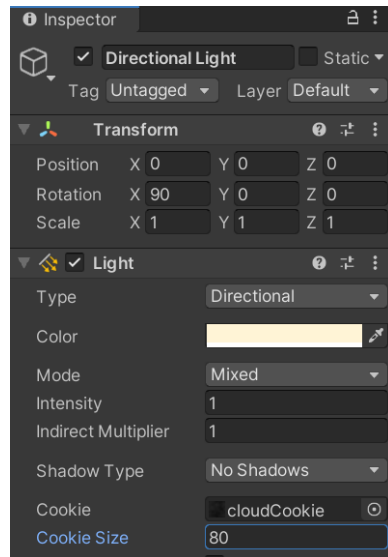 Inspector
Directional Light Static
Tag Untagged Layer Default
Transform
Position X 0 Y 0 Z 0
Rotation X 90 Y 0 Z 0
Scale X 1 Y 1 Z 1
Light
Type Directional
Color
Mode Mixed
Intensity 1
Indirect Multiplier 1
Shadow Type No Shadows
Cookie cloudCookie
Cookie Size 80